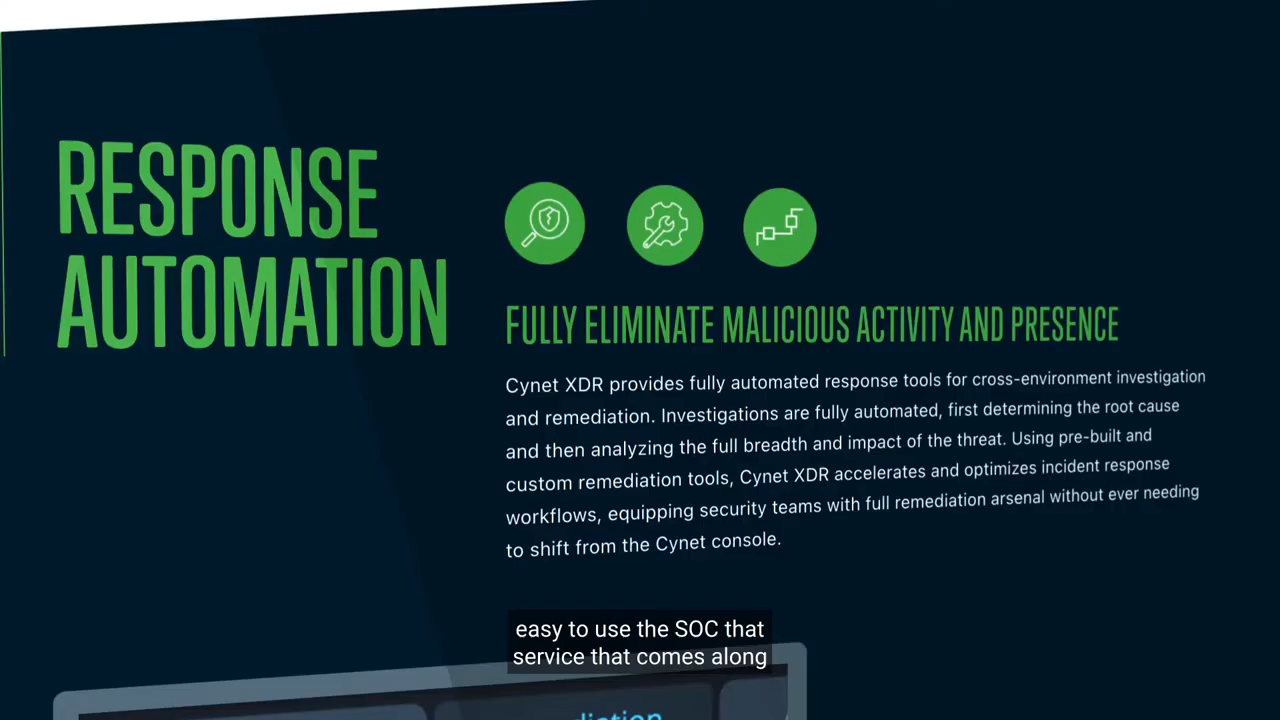 RESPONSE
AUTOMATION
FULLY ELIMINATE MALICIOUS ACTIVITY AND PRESENCE
Cynet XDR provides fully automated response tools for cross-environment investigation
and remediation. Investigations are fully automated, first determining the root cause
and then analyzing the full breadth and impact of the threat. Using pre-built and
custom remediation tools, Cynet XDR accelerates and optimizes incident response
workflows, equipping security teams with full remediation arsenal without ever needing
to shift from the Cynet console.
easy to use the SOC that
service that comes along